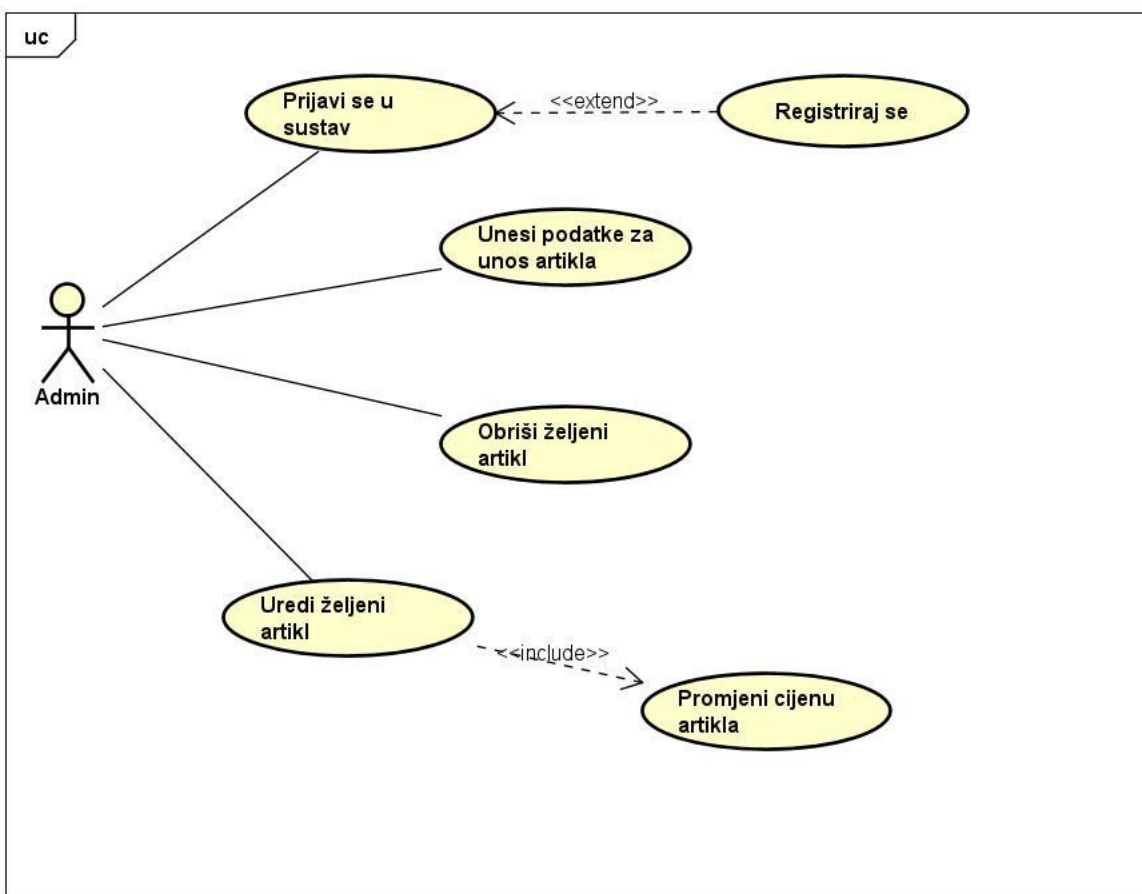 uc
Prijavi se u
sustav
<<extend>>
Registriraj se
Unesi podatke za
unos artikla
Admin
Obriši željeni
artikl
Uredi željeni
artikl
<<include>>
Promjeni cijenu
artikla